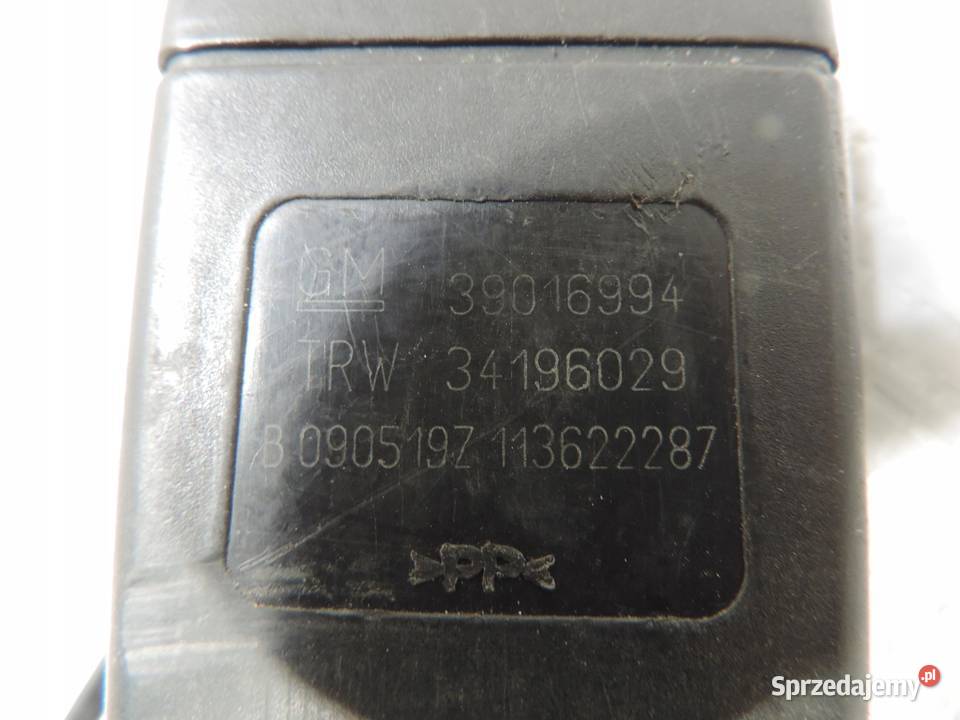 GM 39016994
TRW 34196029
B 090519Z 113622287
>PP<
Sprzedajemy.pl